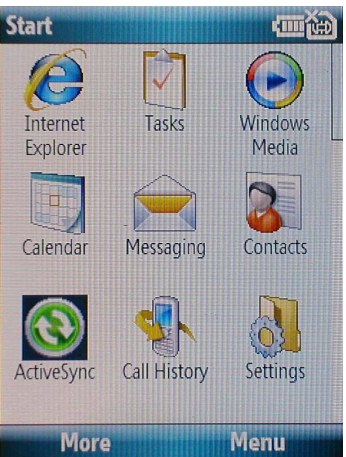 Start
Internet Explorer
Tasks
Windows Media
Calendar
Messaging
Contacts
ActiveSync
Call History
Settings
More
Menu